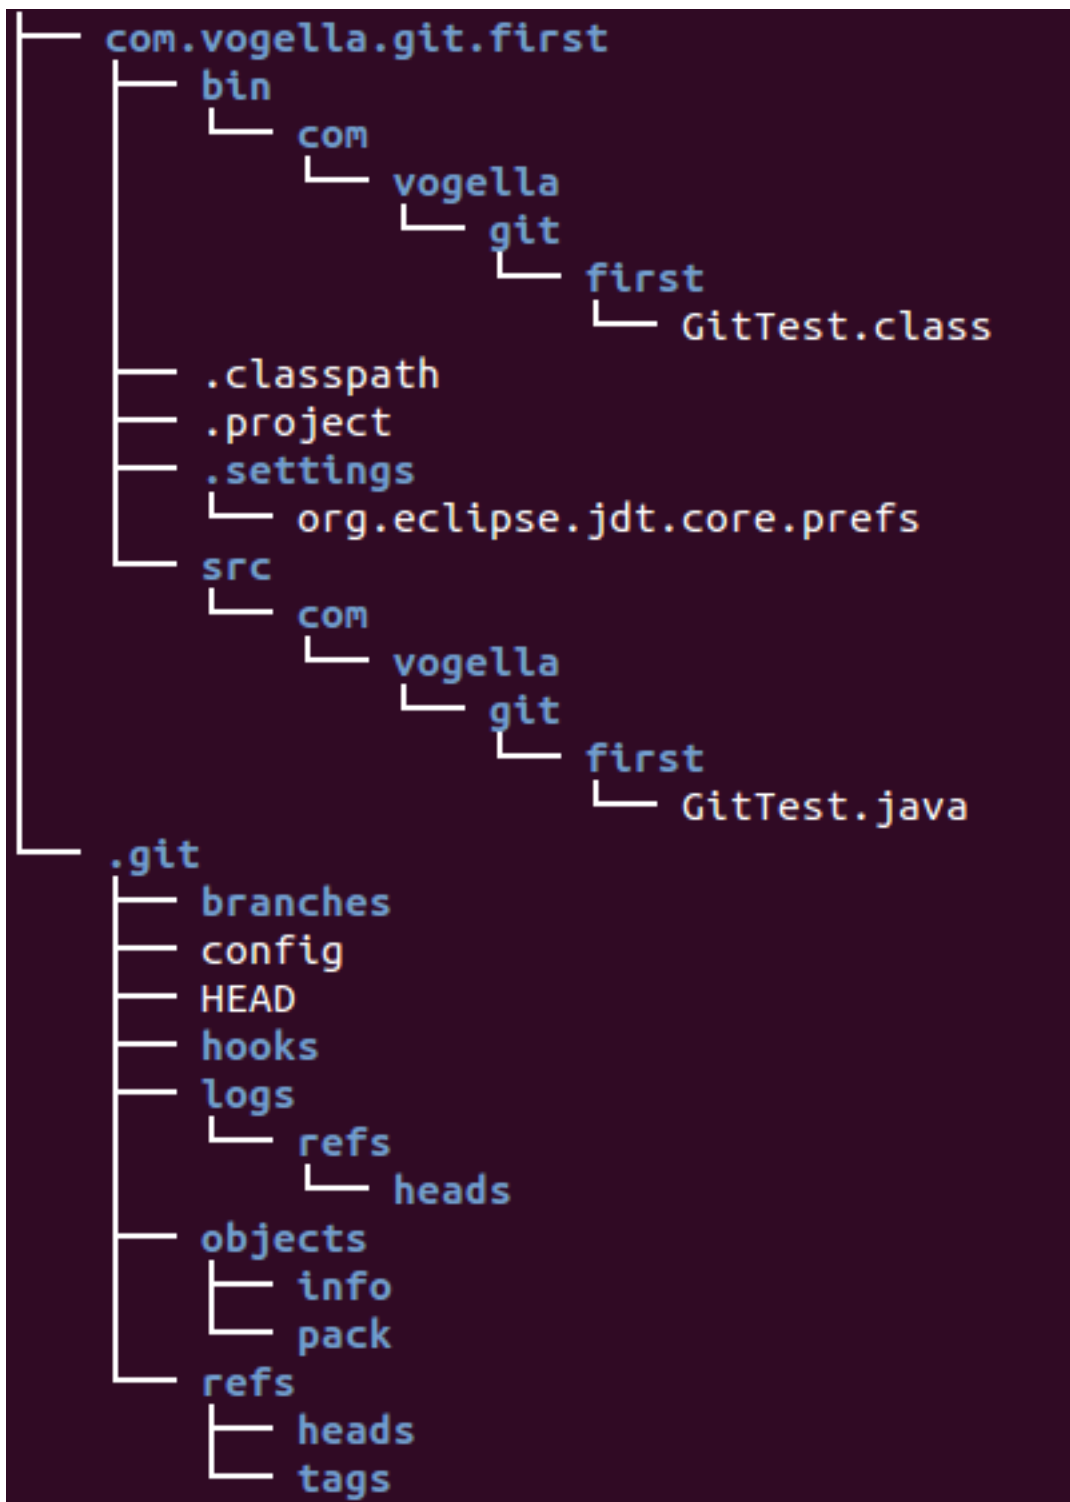 com.vogella.git.first
bin
com
vogella
git
first
GitTest.class
.classpath
.project
.settings
org.eclipse.jdt.core.prefs
src
com
vogella
git
first
GitTest.java
.git
branches
config
HEAD
hooks
logs
refs
heads
objects
info
pack
refs
heads
tags